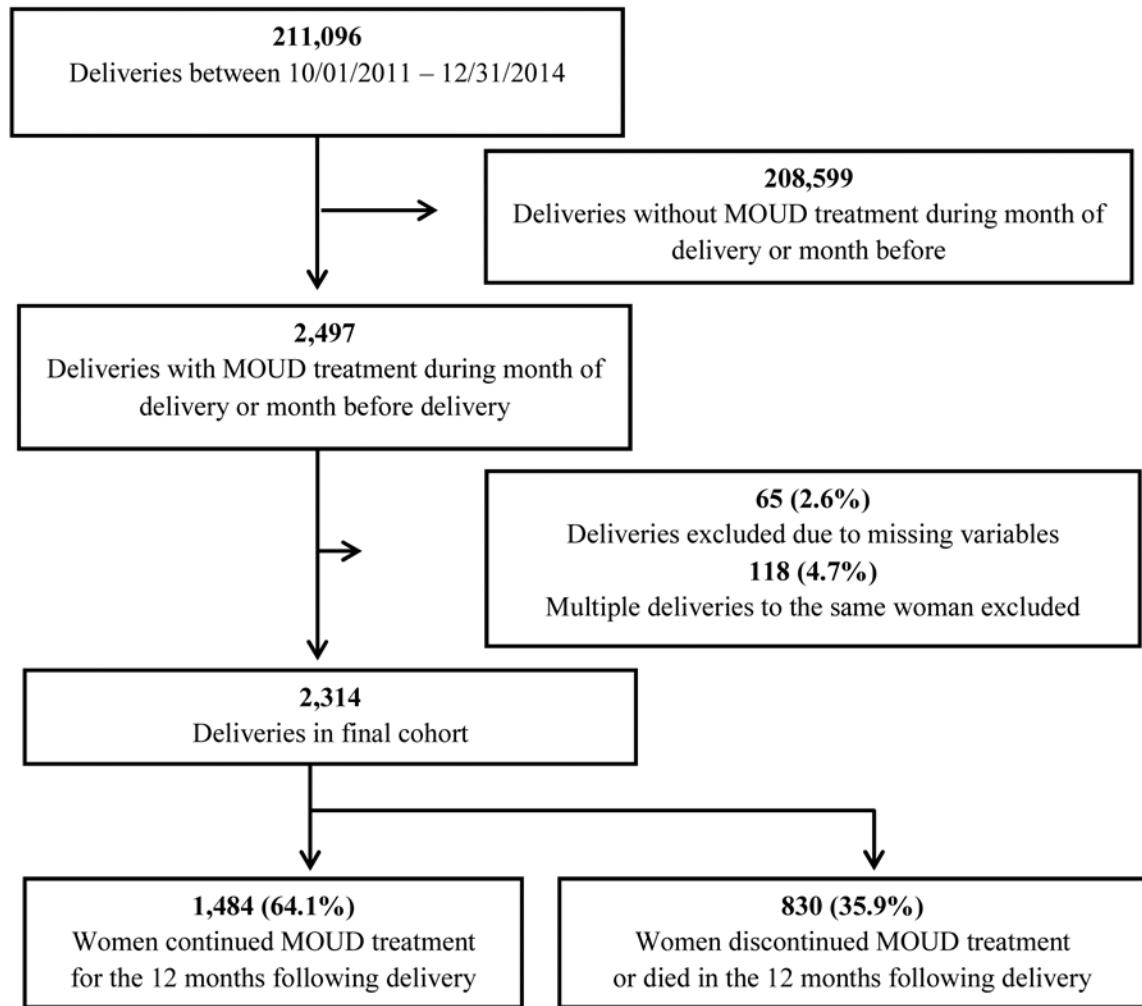 211,096
Deliveries between 10/01/2011 – 12/31/2014
208,599
Deliveries without MOUD treatment during month of
delivery or month before
2,497
Deliveries with MOUD treatment during month of
delivery or month before delivery
65 (2.6%)
Deliveries excluded due to missing variables
118 (4.7%)
Multiple deliveries to the same woman excluded
2,314
Deliveries in final cohort
1,484 (64.1%)
Women continued MOUD treatment
for the 12 months following delivery
830 (35.9%)
Women discontinued MOUD treatment
or died in the 12 months following delivery